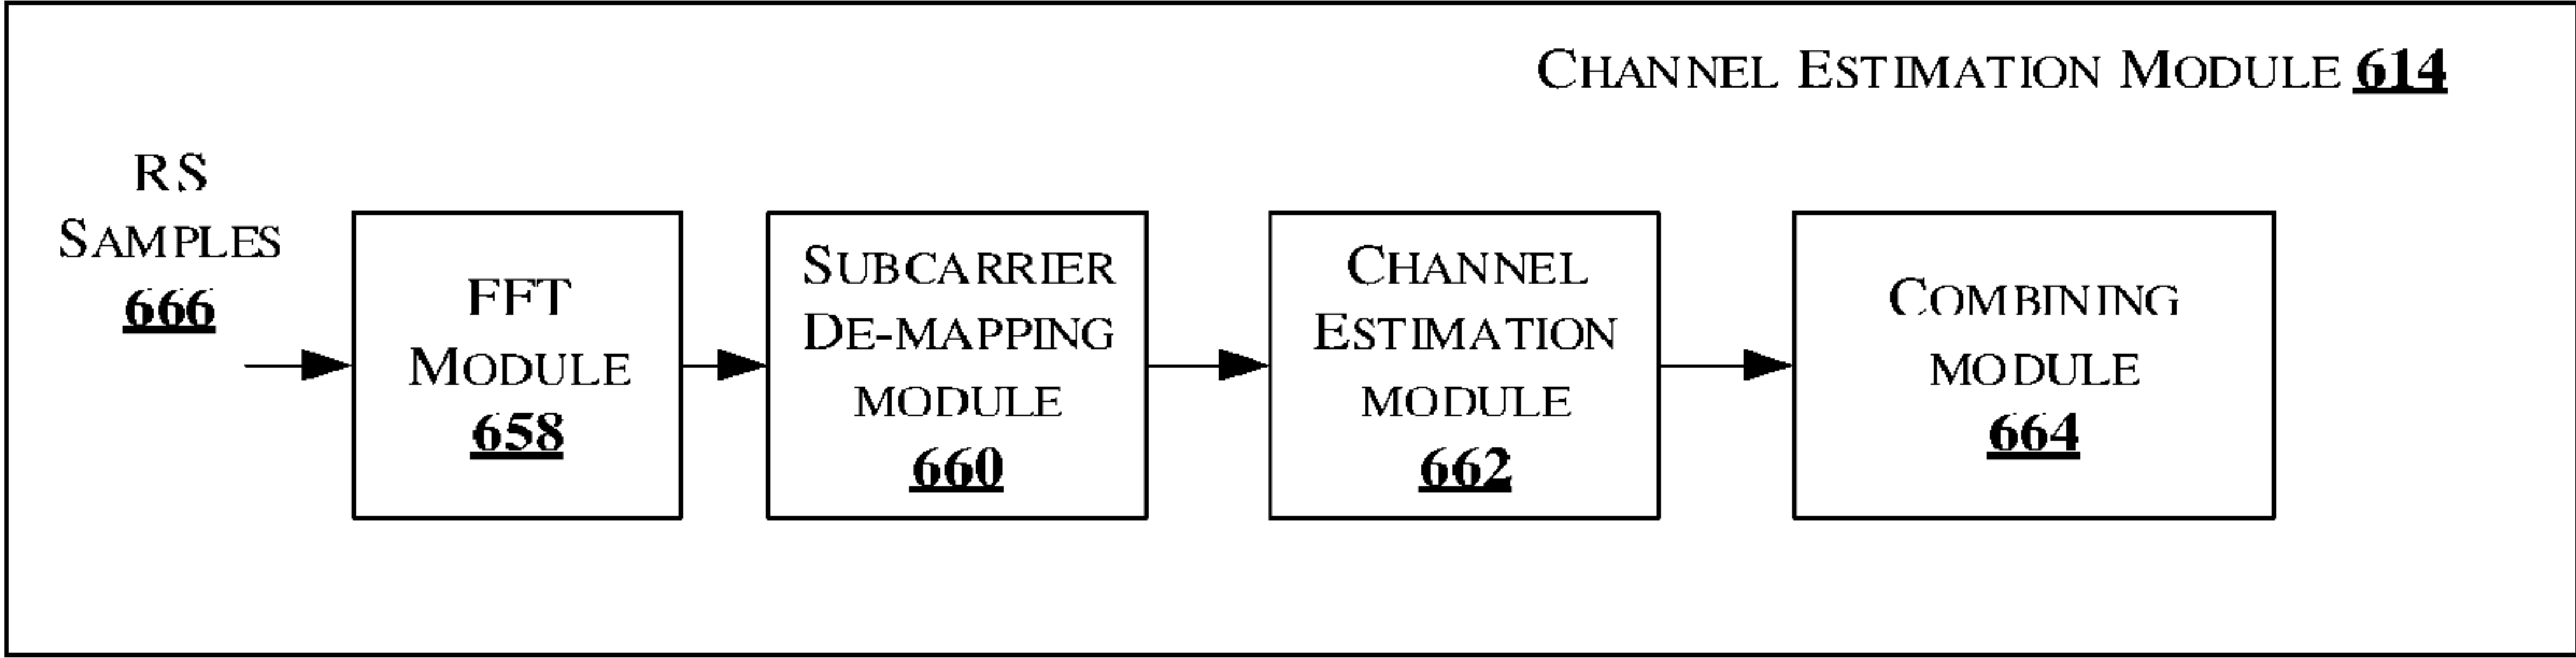 CHANNEL ESTIMATION MODULE 614
RS
SAMPLES
666
FFT
MODULE
658
SUBCARRIER
DE-MAPPING
MODULE
660
CHANNEL
ESTIMATION
MODULE
662
COMBINING
MODULE
664